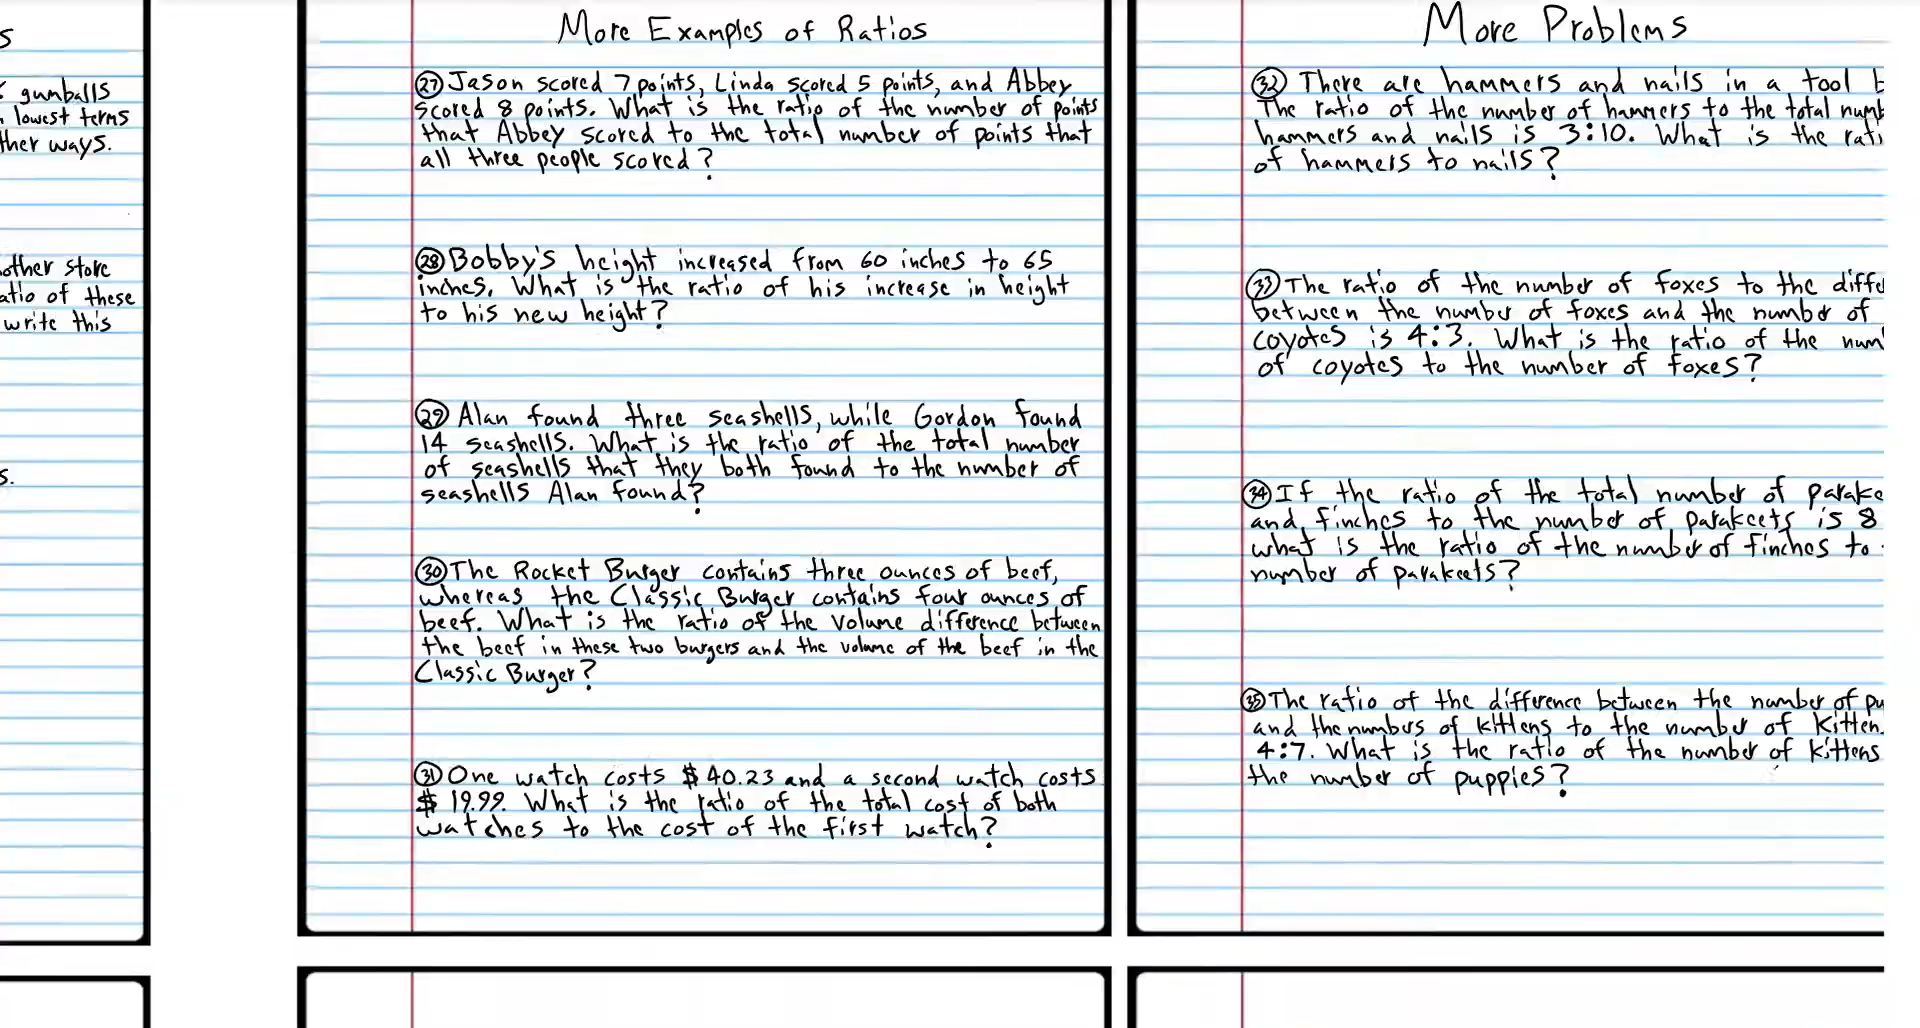 s
gumballs
lowest terms
ther ways.
other store
atio of these
write this
s.
More Examples of Ratios
27 Jason scored 7 points, Linda scored 5 points, and Abbey
scored 8 points. What is the ratio of the number of points
that Abbey scored to the total number of points that
all three people scored?
28 Bobby's height increased from 60 inches to 65
inches. What is the ratio of his increase in height
to his new height?
29 Alan found three seashells, while Gordon found
14 seashells. What is the ratio of the total number
of seashells that they both found to the number of
seashells Alan found?
30 The Rocket Burger contains three ounces of beef,
whereas the Classic Burger contains four ounces of
beef. What is the ratio of the volume difference between
the beef in these two burgers and the volume of the beef in the
Classic Burger?
31 One watch costs $40.23 and a second watch costs
$19.99. What is the ratio of the total cost of both
watches to the cost of the first watch?
More Problems
32 There are hammers and nails in a tool b
The ratio of the number of hammers to the total numb
hammers and nails is 3:10. What is the rati
of hammers to nails?
33 The ratio of the number of foxes to the diffe
between the number of foxes and the number of
coyotes is 4:3. What is the ratio of the num
of coyotes to the number of foxes?
34 If the ratio of the total number of parake
and finches to the number of parakeets is 8
what is the ratio of the number of finches to
number of parakeets?
35 The ratio of the difference between the number of pu
and the numbers of kittens to the number of kitten
4:7. What is the ratio of the number of kittens
the number of puppies?